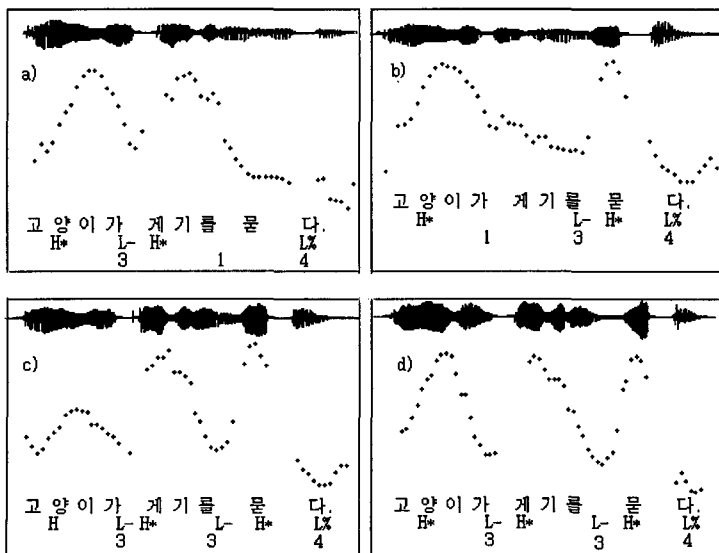 a)
고양이가 게기를 묻 다.
H* L- H* L%
3 1 4
b)
고양이가 게기를 묻 다.
H* L- H* L%
1 3 4
c)
고양이가 게기를 묻 다.
H L- H* L- H* L%
3 3 4
d)
고양이가 게기를 묻 다.
H* L- H* L- H* L%
3 3 4